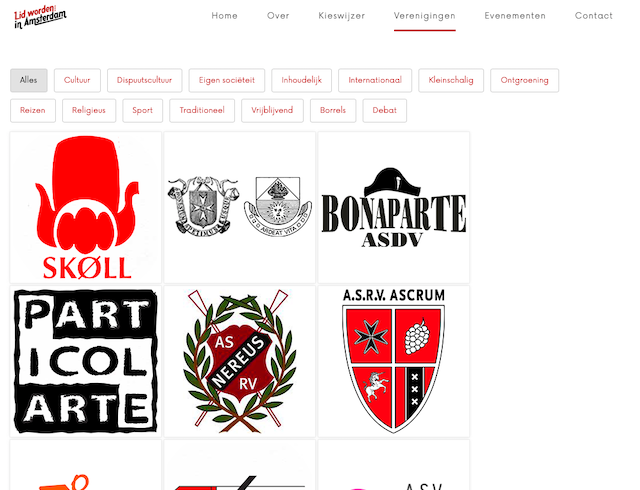 Lid worden
in Amsterdam
Home Over Kieswijzer Verenigingen Evenementen Contact
Alles Cultuur Dispuutscultuur Eigen sociëteit Inhoudelijk Internationaal Kleinschalig Ontgroening
Reizen Religieus Sport Traditioneel Vrijblijvend Borrels Debat
SKØLL
BONAPARTE
ASDV
PART
ICOL
ARTE
AS
NEREUS
RV
A.S.R.V. ASCRUM
A.S.V.